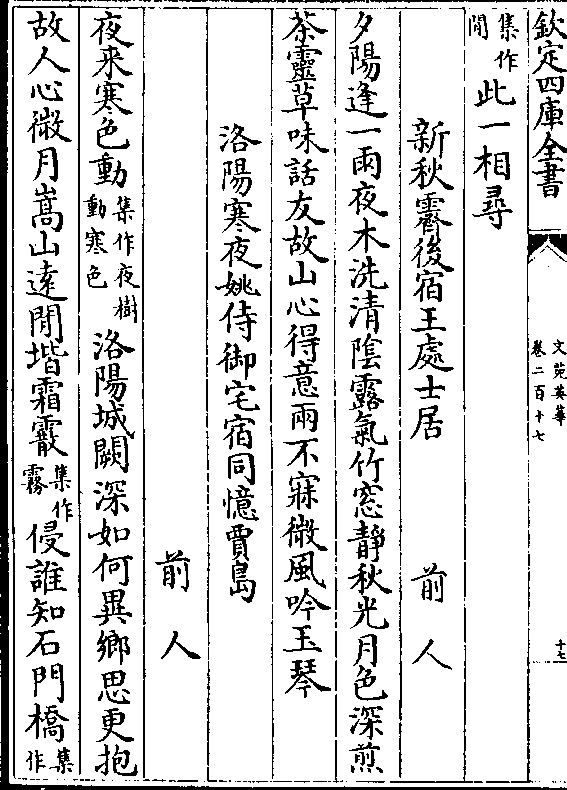 欽定四庫全書
文苑英華
卷二百十七
十三
集作閒此一相尋
新秋霽後宿王處士居　前人
夕陽逢一雨夜木洗清陰露氣竹窓靜秋光月色深煎
茶靈草味話友故山心得意兩不寐微風吟玉琴
洛陽寒夜姚侍御宅宿同憶賈島
前人
夜来寒色動集作夜樹動寒色洛陽城闕深如何異鄉思更抱
故人心微月嵩山遠閒堦霜霰集作霧侵誰知石門橋集作